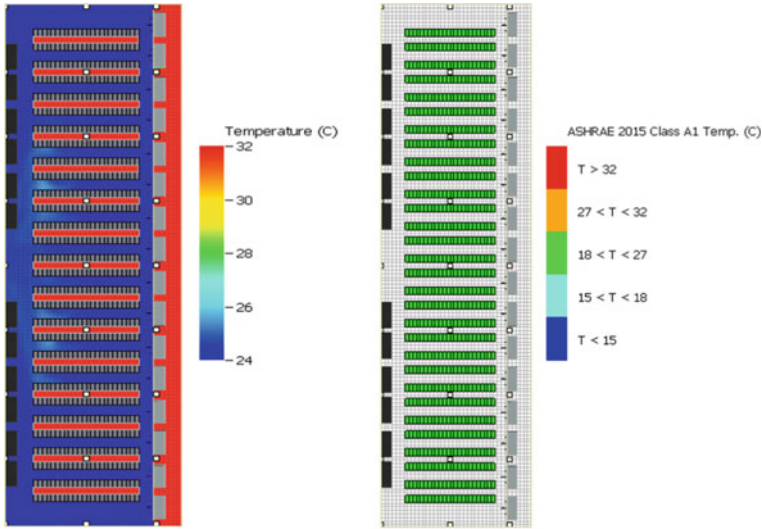 Temperature (C)
32
30
28
26
24
ASHRAE 2015 Class A1 Temp. (C)
T > 32
27 < T < 32
18 < T < 27
15 < T < 18
T < 15